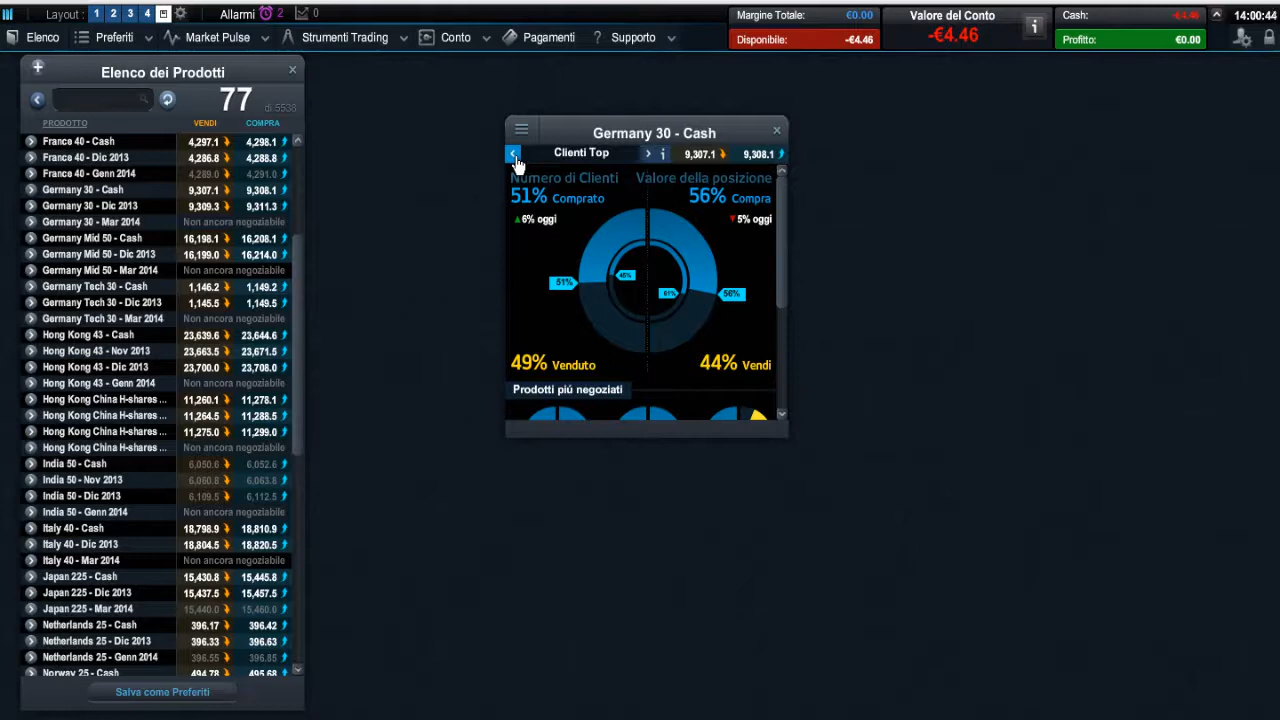 Layout : 1 2 3 4 Allarmi 2 0
Margine Totale: €0.00
Disponibile: -€4.46
Valore del Conto
-€4.46
Cash: -€4.46
Profitto: €0.00
14:00:44
Elenco Preferiti Market Pulse Strumenti Trading Conto Pagamenti ? Supporto
Elenco dei Prodotti
77 di 5538
PRODOTTO VENDI COMPRA
France 40 - Cash 4,297.1 4,298.1
France 40 - Dic 2013 4,286.8 4,288.8
France 40 - Genn 2014 4,289.0 4,291.0
Germany 30 - Cash 9,307.1 9,308.1
Germany 30 - Dic 2013 9,309.3 9,311.3
Germany 30 - Mar 2014 Non ancora negoziabile
Germany Mid 50 - Cash 16,198.1 16,208.1
Germany Mid 50 - Dic 2013 16,199.0 16,214.0
Germany Mid 50 - Mar 2014 Non ancora negoziabile
Germany Tech 30 - Cash 1,146.2 1,149.2
Germany Tech 30 - Dic 2013 1,145.5 1,149.5
Germany Tech 30 - Mar 2014 Non ancora negoziabile
Hong Kong 43 - Cash 23,639.6 23,644.6
Hong Kong 43 - Nov 2013 23,663.5 23,671.5
Hong Kong 43 - Dic 2013 23,700.0 23,708.0
Hong Kong 43 - Genn 2014 Non ancora negoziabile
Hong Kong China H-shares ... 11,260.1 11,278.1
Hong Kong China H-shares ... 11,264.5 11,288.5
Hong Kong China H-shares ... 11,275.0 11,299.0
Hong Kong China H-shares ... Non ancora negoziabile
India 50 - Cash 6,050.6 6,052.6
India 50 - Nov 2013 6,060.8 6,063.8
India 50 - Dic 2013 6,109.5 6,112.5
India 50 - Genn 2014 Non ancora negoziabile
Italy 40 - Cash 18,798.9 18,810.9
Italy 40 - Dic 2013 18,804.5 18,820.5
Italy 40 - Mar 2014 Non ancora negoziabile
Japan 225 - Cash 15,430.8 15,445.8
Japan 225 - Dic 2013 15,437.5 15,457.5
Japan 225 - Mar 2014 15,440.0 15,460.0
Netherlands 25 - Cash 396.17 396.42
Netherlands 25 - Dic 2013 396.33 396.63
Netherlands 25 - Genn 2014 396.55 396.85
Norway 25 - Cash 494.78 495.68
Salva come Preferiti
Germany 30 - Cash
Clienti Top i 9,307.1 9,308.1
Numero di Clienti Valore della posizione
51% Comprato 56% Compra
6% oggi 5% oggi
51% 56%
49% Venduto 44% Vendi
Prodotti piú negoziati